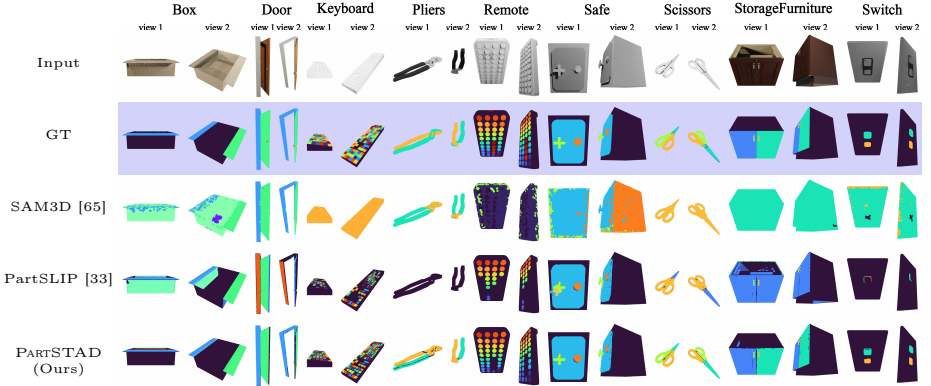 Box Door Keyboard Pliers Remote Safe Scissors StorageFurniture Switch
view 1 view 2 view 1 view 2 view 1 view 2 view 1 view 2 view 1 view 2 view 1 view 2 view 1 view 2 view 1 view 2 view 1 view 2
Input
GT
SAM3D [65]
PartSLIP [33]
PartSTAD
(Ours)